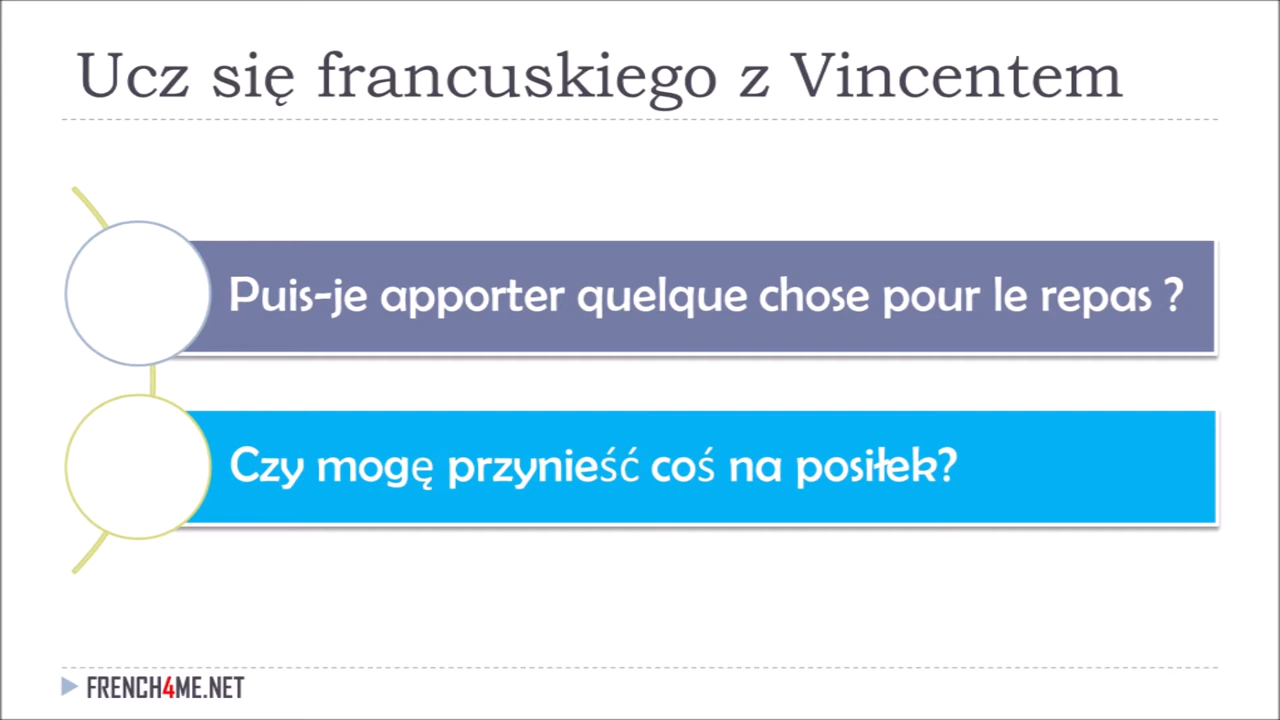 Ucz się francuskiego z Vincentem
Puis-je apporter quelque chose pour le repas ?
Czy mogę przynieść coś na posiłek?
FRENCH4ME.NET